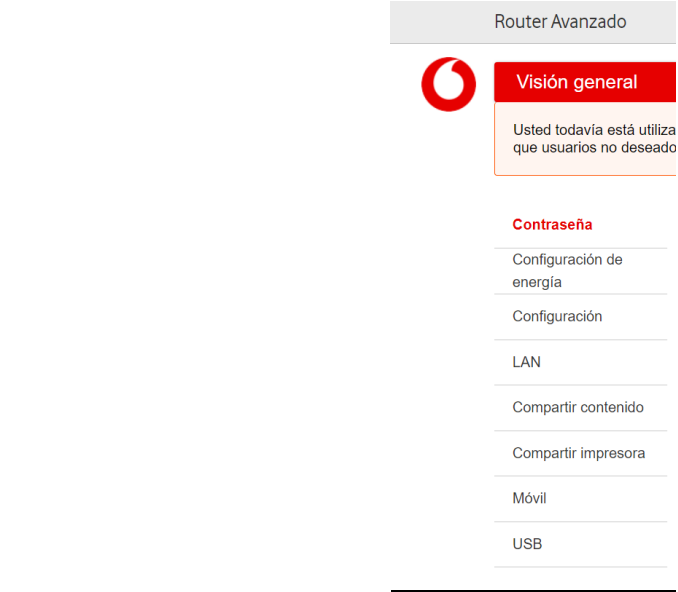 Router Avanzado
Visión general
Usted todavía está utiliza
que usuarios no deseado
Contraseña
Configuración de
energía
Configuración
LAN
Compartir contenido
Compartir impresora
Móvil
USB